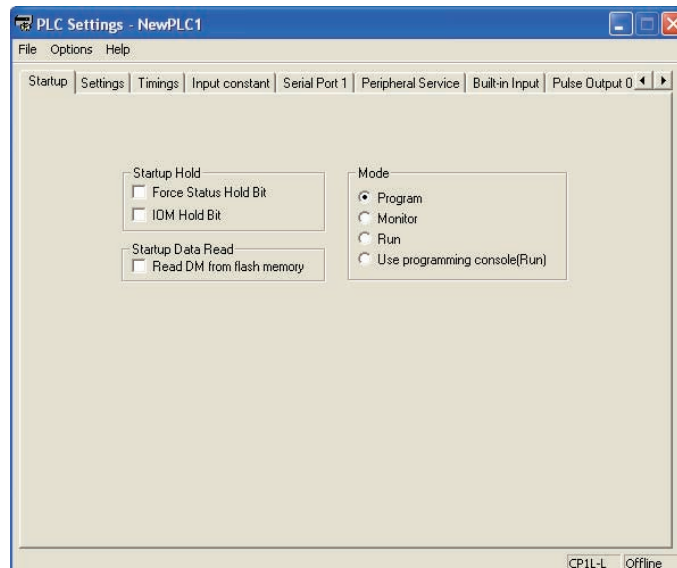 PLC Settings - NewPLC1
File Options Help
Startup Settings Timings Input constant Serial Port 1 Peripheral Service Built-in Input Pulse Output 0
Startup Hold
Force Status Hold Bit
IOM Hold Bit
Startup Data Read
Read DM from flash memory
Mode
Program
Monitor
Run
Use programming console(Run)
CP1L-L Offline